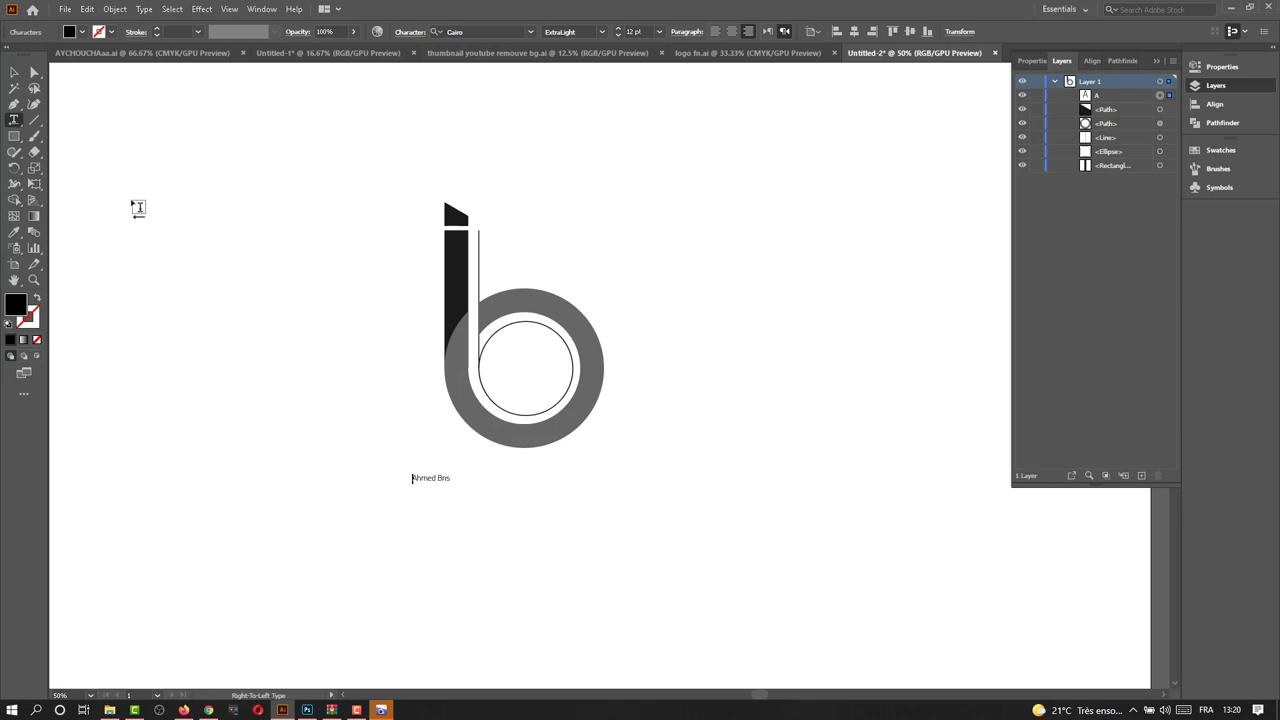 File Edit Object Type Select Effect View Window Help
Essentials
Search Adobe Stock
Characters
Stroke:
Opacity: 100%
Character: Cairo
ExtraLight
12 pt
Paragraph:
Transform
AYCHOUCHAaa.ai @ 66.67% (CMYK/GPU Preview)
Untitled-1* @ 16.67% (RGB/GPU Preview)
thumbnail youtube remouve bg.ai @ 12.5% (RGB/GPU Preview)
logo fn.ai @ 33.33% (CMYK/GPU Preview)
Untitled-2* @ 50% (RGB/GPU Preview)
Propertie Layers Align Pathfinde
Layer 1
A
<Path>
<Path>
<Line>
<Ellipse>
<Rectangl...
1 Layer
Properties
Layers
Align
Pathfinder
Swatches
Brushes
Symbols
Ahmed Bns
50%
1
Right-To-Left Type
21°C Très enso...
FRA
13:20